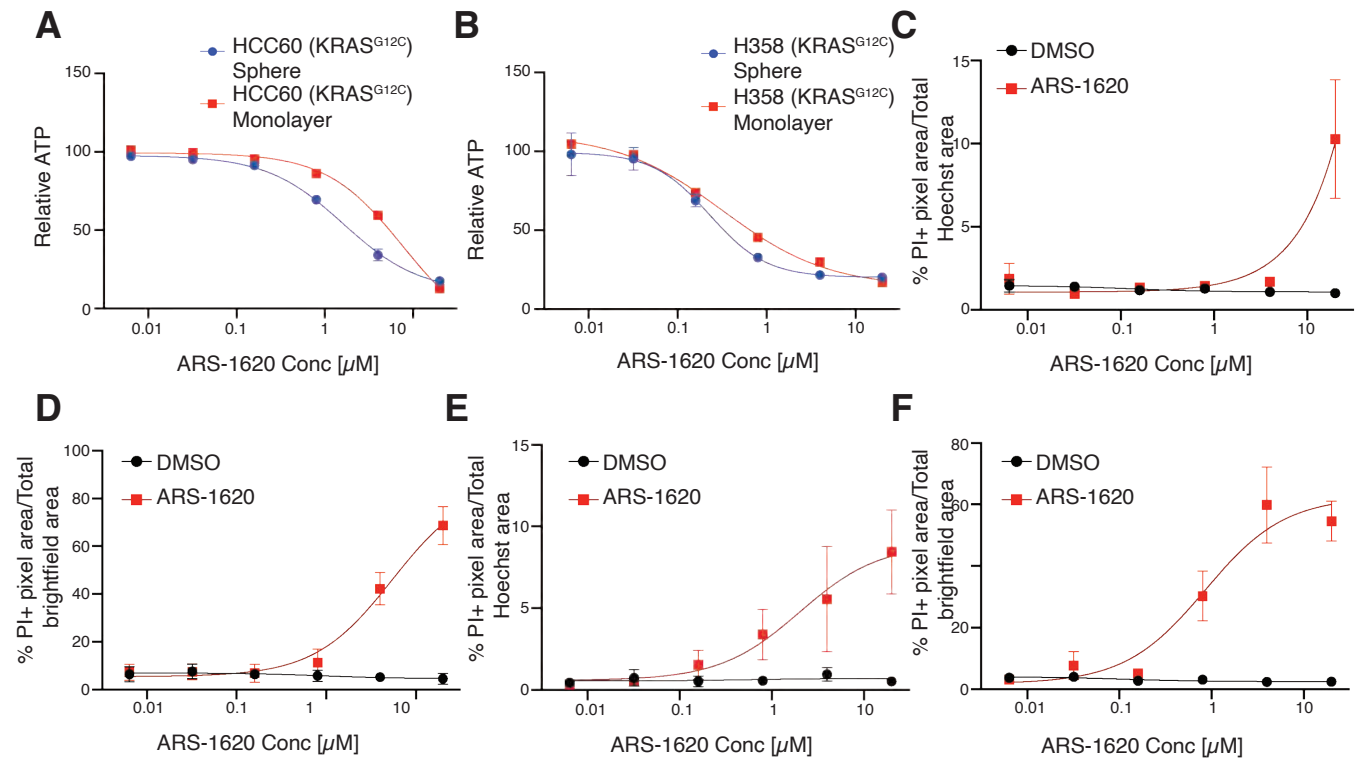 A
HCC60 (KRASG12C)
Sphere
HCC60 (KRASG12C)
Monolayer
150
100
50
0
Relative ATP
0.01 0.1 1 10
ARS-1620 Conc [µM]
B
H358 (KRASG12C)
Sphere
H358 (KRASG12C)
Monolayer
150
100
50
0
Relative ATP
0.01 0.1 1 10
ARS-1620 Conc [µM]
C
DMSO
ARS-1620
15
10
5
0
% PI+ pixel area/Total
Hoechst area
0.01 0.1 1 10
ARS-1620 Conc [µM]
D
DMSO
ARS-1620
100
80
60
40
20
0
% PI+ pixel area/Total
brightfield area
0.01 0.1 1 10
ARS-1620 Conc [µM]
E
DMSO
ARS-1620
15
10
5
0
% PI+ pixel area/Total
Hoechst area
0.01 0.1 1 10
ARS-1620 Conc [µM]
F
DMSO
ARS-1620
80
60
40
20
0
% PI+ pixel area/Total
brightfield area
0.01 0.1 1 10
ARS-1620 Conc [µM]